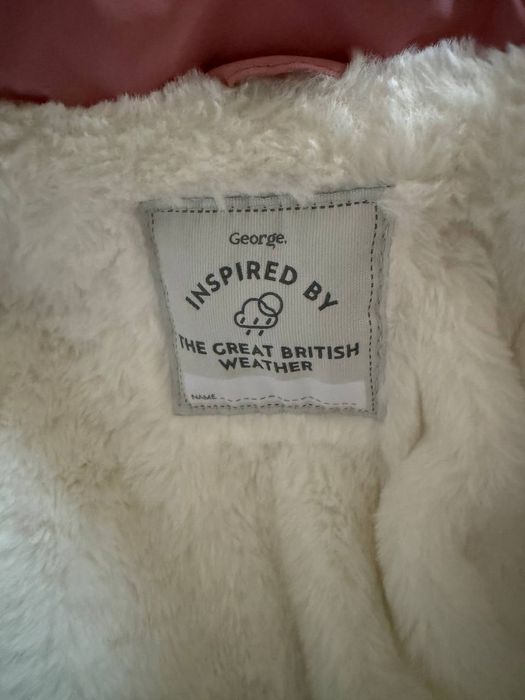 George.
INSPIRED BY
THE GREAT BRITISH
WEATHER
NAME